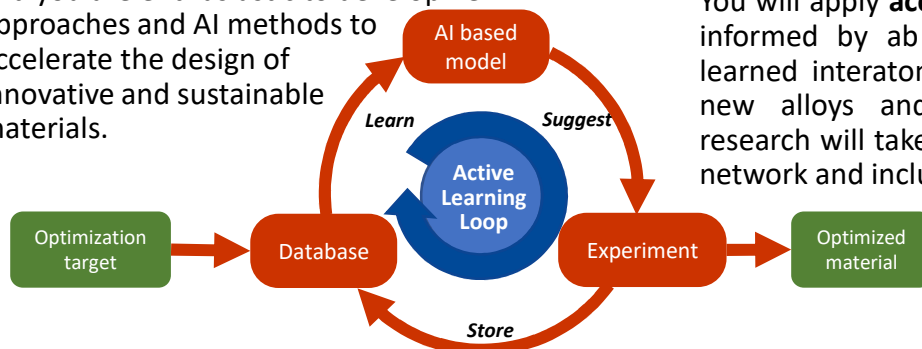 approaches and AI methods to
accelerate the design of
innovative and sustainable
materials.
You will apply
informed by ab
learned
new alloys and
research will take
network and
AI based
model
Learn
Suggest
Active
Learning
Loop
Optimization
target
Database
Experiment
Optimized
material
Store